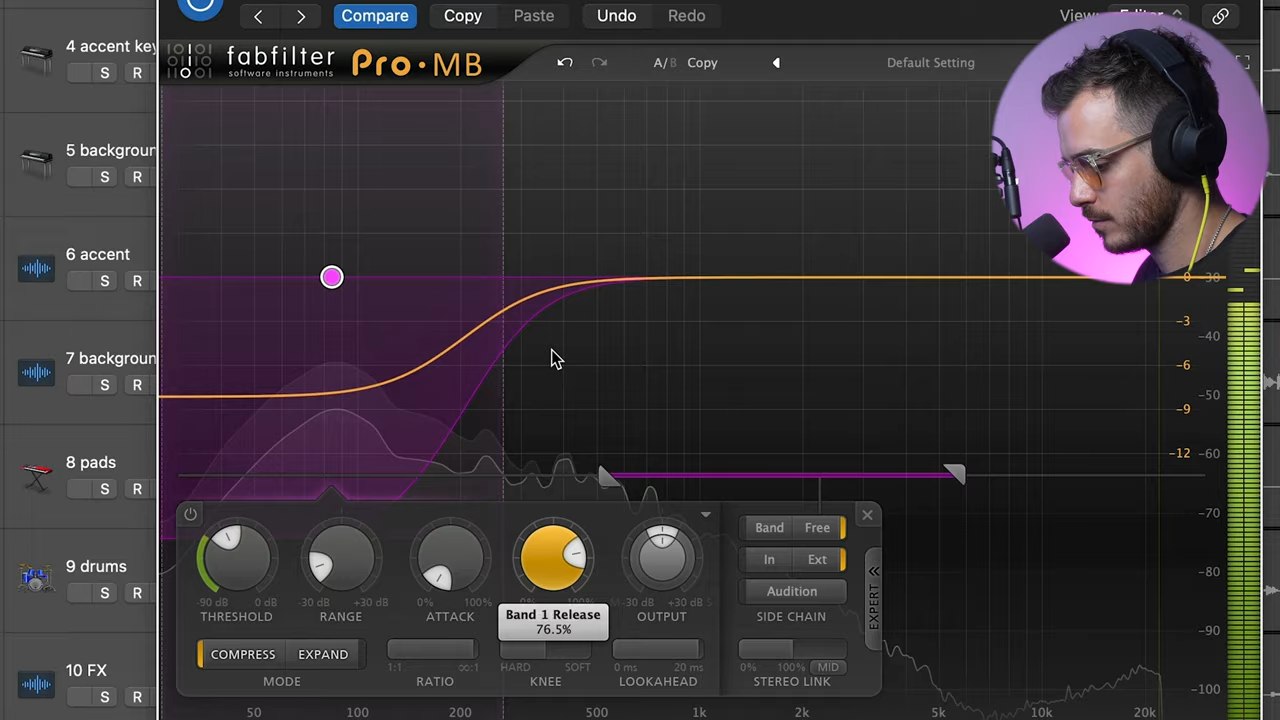 Compare Copy Paste Undo Redo View: Editor
fabfilter
software instruments
Pro·MB
A/B Copy
Default Setting
4 accent key
S R
5 backgroun
S R
6 accent
S R
7 backgroun
S R
8 pads
S R
9 drums
S R
10 FX
S R
0 -30
-3
-40
-6
-50
-9
-12 -60
-70
-80
-90
-100
-90 dB 0 dB
THRESHOLD
-30 dB +30 dB
RANGE
0% 100%
ATTACK
Band 1 Release
76.5%
-30 dB +30 dB
OUTPUT
Band Free
In Ext
Audition
SIDE CHAIN
EXPERT
COMPRESS EXPAND
MODE
1:1 ∞:1
RATIO
HARD SOFT
KNEE
0 ms 20 ms
LOOKAHEAD
0% 100% MID
STEREO LINK
50 100 200 500 1k 2k 5k 10k 20k